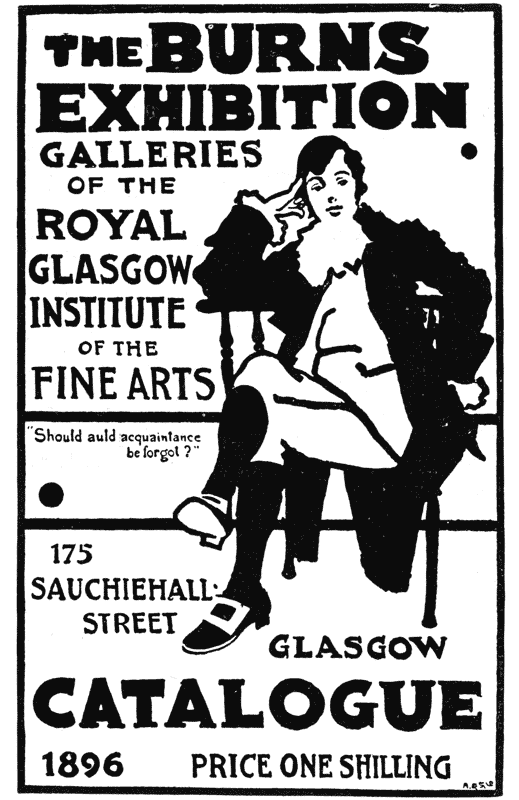 THE BURNS
EXHIBITION
GALLERIES
OF THE
ROYAL
GLASGOW
INSTITUTE
OF THE
FINE ARTS
"Should auld acquaintance
be forgot?"
175
SAUCHIEHALL-
STREET
GLASGOW
CATALOGUE
1896 PRICE ONE SHILLING